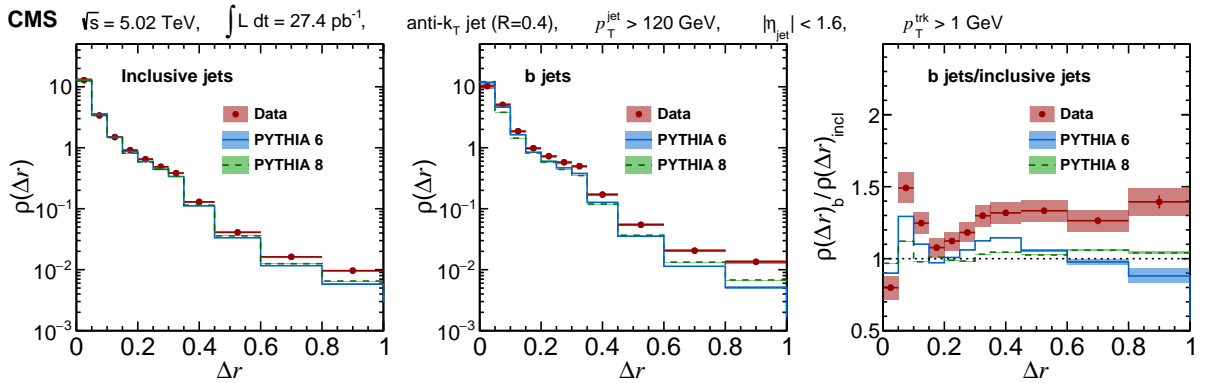 CMS √s = 5.02 TeV, ∫L dt = 27.4 pb⁻¹, anti-k_T jet (R=0.4), p_T^jet > 120 GeV, |η_jet| < 1.6, p_T^trk > 1 GeV
Inclusive jets
Data
PYTHIA 6
PYTHIA 8
ρ(Δr)
10
1
10⁻¹
10⁻²
10⁻³
0 0.2 0.4 0.6 0.8 1
Δr
b jets
Data
PYTHIA 6
PYTHIA 8
ρ(Δr)
10
1
10⁻¹
10⁻²
10⁻³
0 0.2 0.4 0.6 0.8 1
Δr
b jets/inclusive jets
Data
PYTHIA 6
PYTHIA 8
ρ(Δr)_b / ρ(Δr)_incl
2
1.5
1
0.5
0 0.2 0.4 0.6 0.8 1
Δr